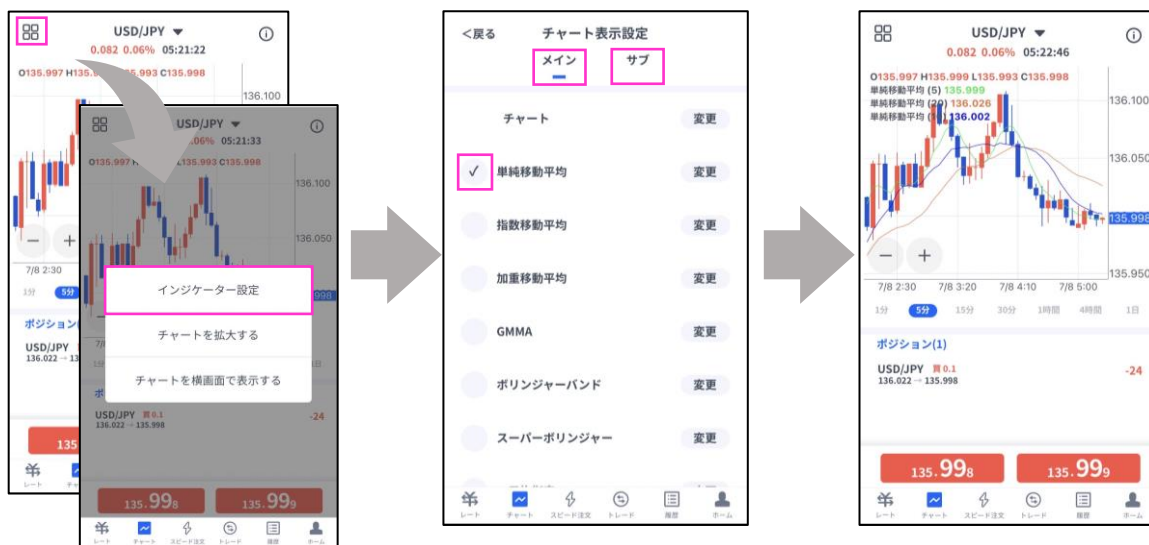 USD/JPY ▼
0.082 0.06% 05:21:22
O135.997 H135. .993 C135.998
136.100
7/8 2:30
1分 5分
ポジション
USD/JPY
136.022 → 13
135
レート
USD/JPY ▼
.06% 05:21:33
O135.997 L135.993 C135.998
136.100
136.050
.998
インジケーター設定
チャートを拡大する
チャートを横画面で表示する
USD/JPY 買 0.1
136.022 → 135.998
-24
135.998 135.999
レート チャート スピード注文 トレード 履歴 ホーム
<戻る チャート表示設定
メイン サブ
チャート 変更
✓ 単純移動平均 変更
指数移動平均 変更
加重移動平均 変更
GMMA 変更
ボリンジャーバンド 変更
スーパーボリンジャー 変更
レート チャート スピード注文 トレード 履歴 ホーム
USD/JPY ▼
0.082 0.06% 05:22:46
O135.997 H135.999 L135.993 C135.998
単純移動平均 (5) 135.999
単純移動平均 (20) 136.026
単純移動平均 136.002
136.100
136.050
135.998
135.950
7/8 2:30 7/8 3:20 7/8 4:10 7/8 5:00
1分 5分 15分 30分 1時間 4時間 1日
ポジション(1)
USD/JPY 買 0.1
136.022 → 135.998
-24
135.998 135.999
レート チャート スピード注文 トレード 履歴 ホーム